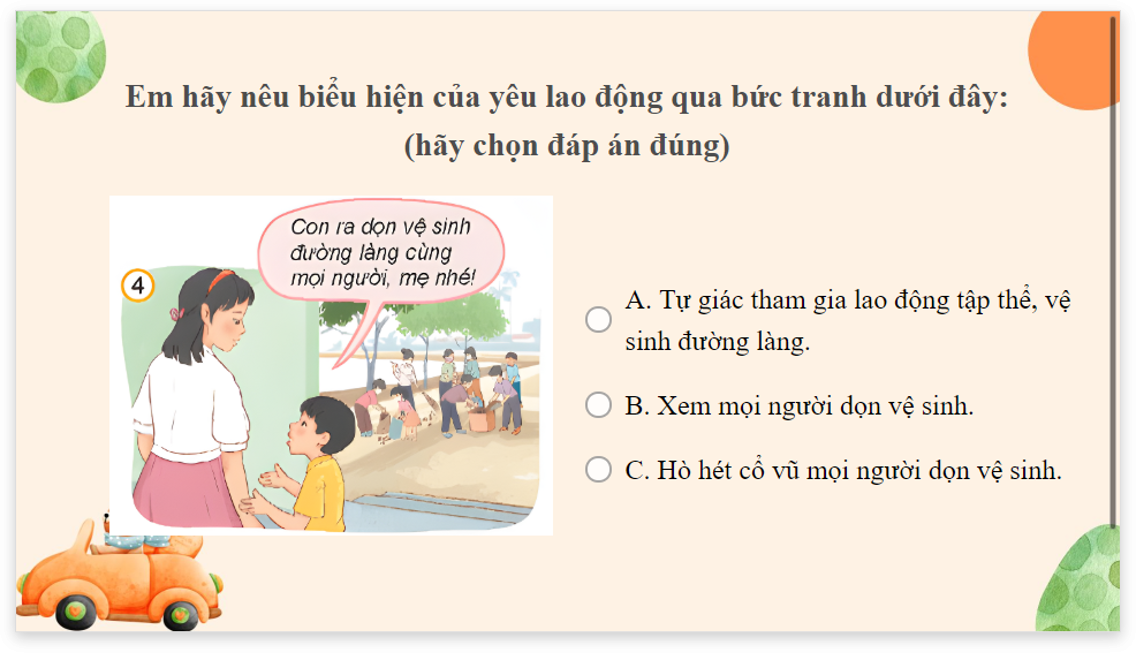 Em hãy nêu biểu hiện của yêu lao động qua bức tranh dưới đây:
(hãy chọn đáp án đúng)
Con ra dọn vệ sinh
đường làng cùng
mọi người, mẹ nhé!
4
A. Tự giác tham gia lao động tập thể, vệ
sinh đường làng.
B. Xem mọi người dọn vệ sinh.
C. Hò hét cổ vũ mọi người dọn vệ sinh.